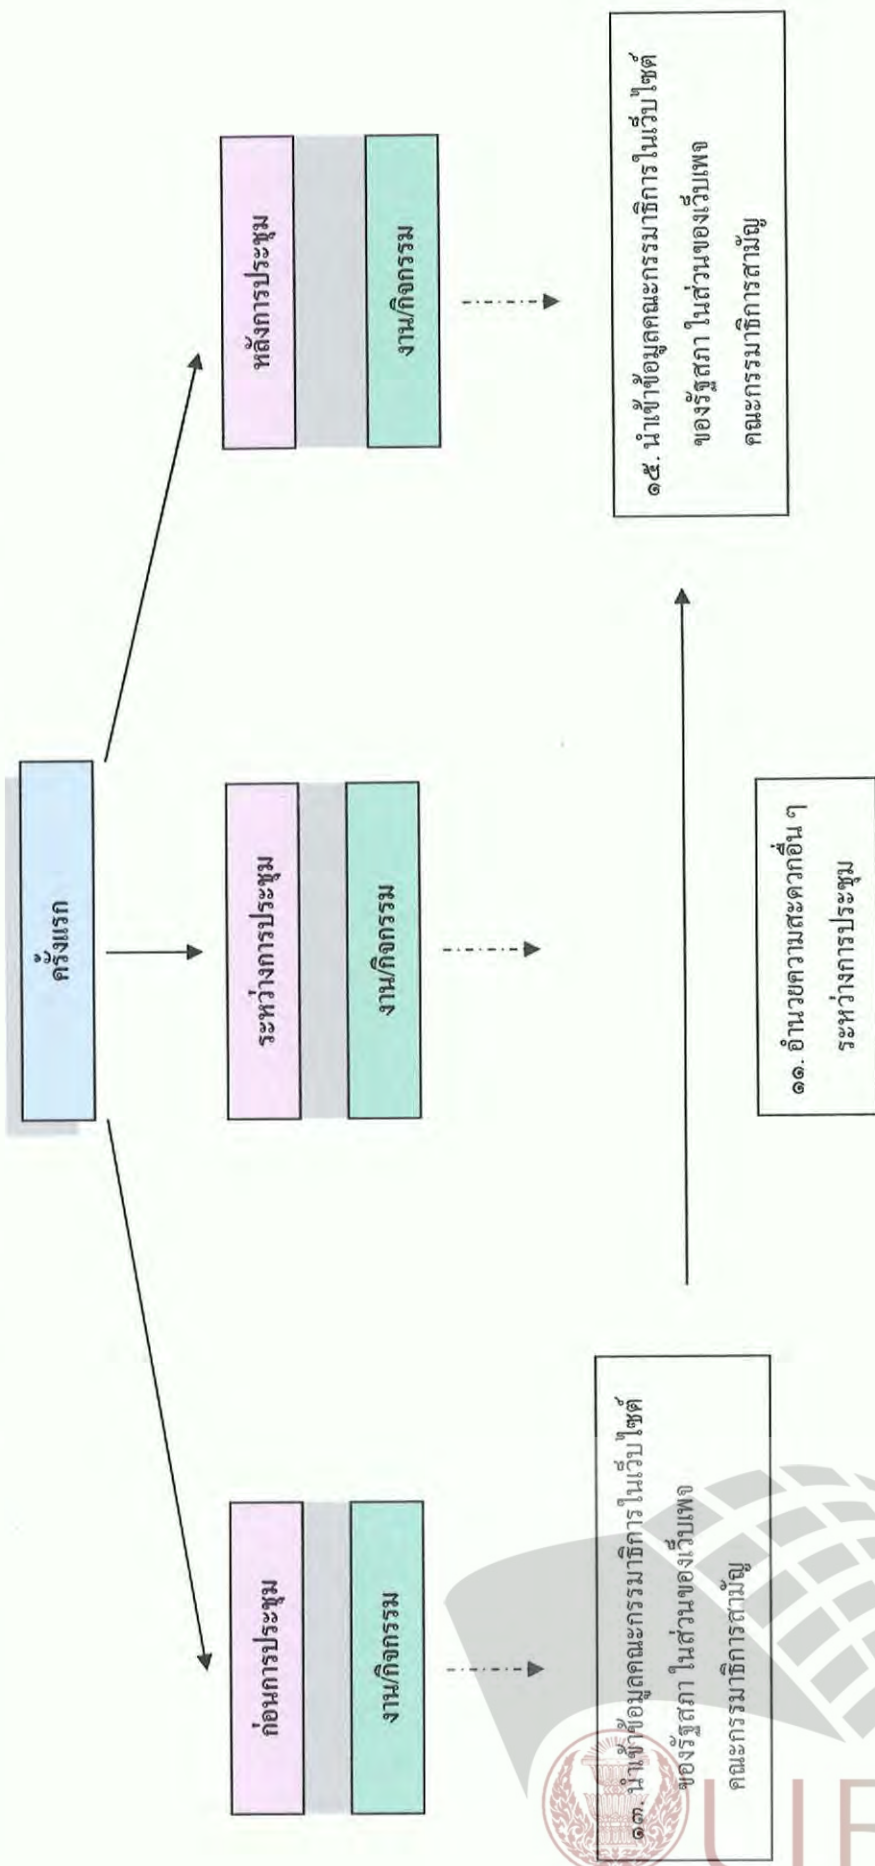 ครั้งแรก
ก่อนการประชุม
งาน/กิจกรรม
๑๓. นำเข้าข้อมูลคณะกรรมาธิการในเว็บไซต์
ของรัฐสภา ในส่วนของเว็บเพจ
คณะกรรมาธิการสามัญ
ระหว่างการประชุม
งาน/กิจกรรม
๑๑. อำนวยความสะดวกอื่น ๆ
ระหว่างการประชุม
หลังการประชุม
งาน/กิจกรรม
๑๕. นำเข้าข้อมูลคณะกรรมาธิการในเว็บไซต์
ของรัฐสภา ในส่วนของเว็บเพจ
คณะกรรมาธิการสามัญ